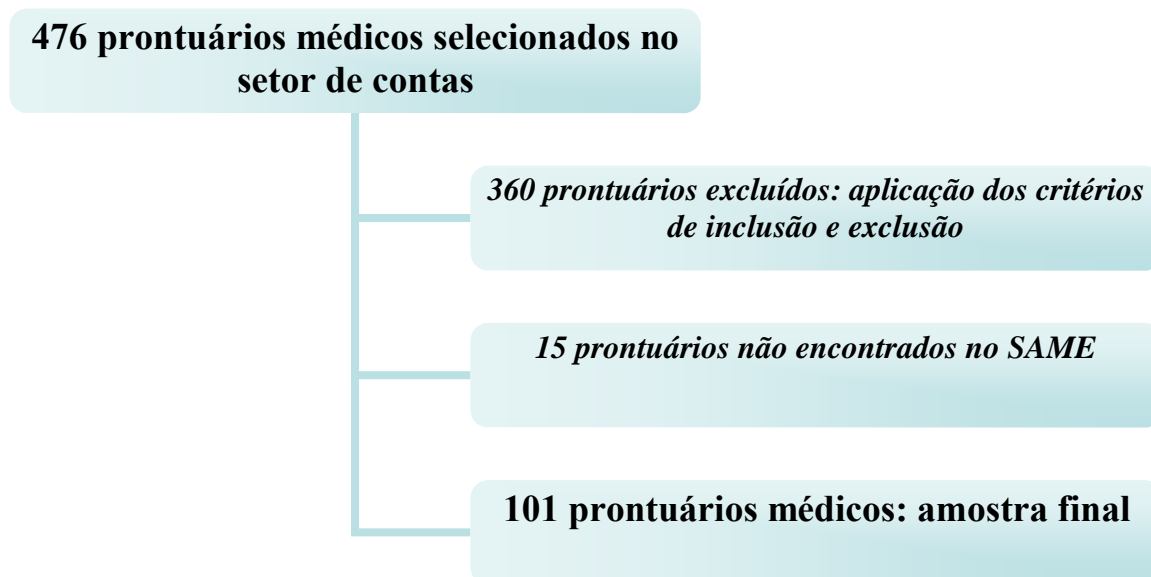 476 prontuários médicos selecionados no
setor de contas
360 prontuários excluídos: aplicação dos critérios
de inclusão e exclusão
15 prontuários não encontrados no SAME
101 prontuários médicos: amostra final